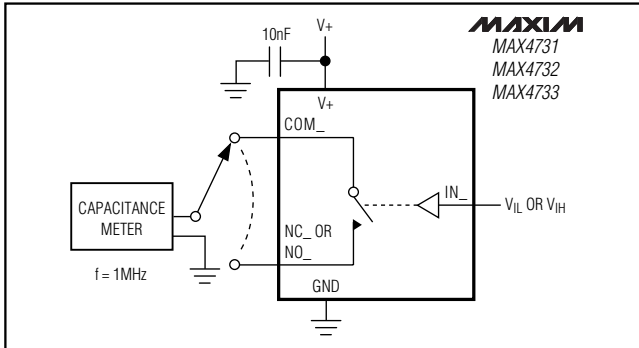 10nF
V+
MAXIM
MAX4731
MAX4732
MAX4733
V+
COM_
IN_
VIL OR VIH
CAPACITANCE
METER
NC_ OR
NO_
f = 1MHz
GND